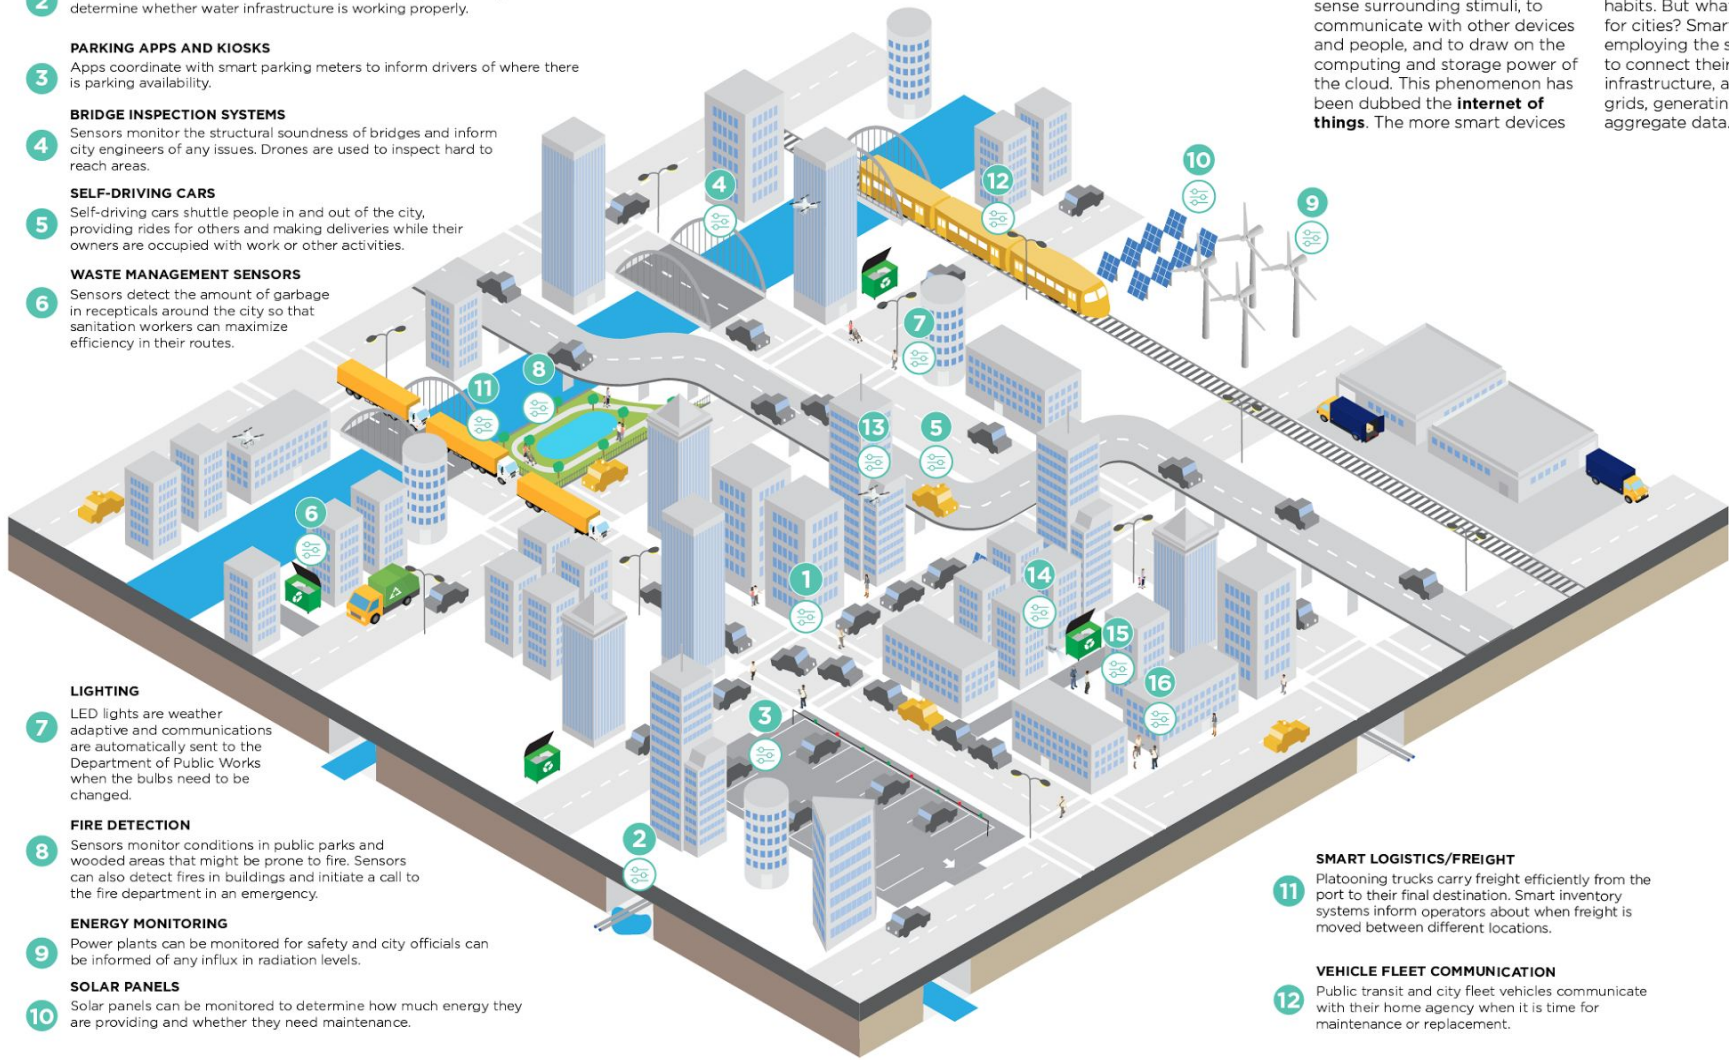 2
determine whether water infrastructure is working properly.
PARKING APPS AND KIOSKS
3
Apps coordinate with smart parking meters to inform drivers of where there
is parking availability.
BRIDGE INSPECTION SYSTEMS
4
Sensors monitor the structural soundness of bridges and inform
city engineers of any issues. Drones are used to inspect hard to
reach areas.
SELF-DRIVING CARS
5
Self-driving cars shuttle people in and out of the city,
providing rides for others and making deliveries while their
owners are occupied with work or other activities.
WASTE MANAGEMENT SENSORS
6
Sensors detect the amount of garbage
in recepticals around the city so that
sanitation workers can maximize
efficiency in their routes.
sense surrounding stimuli, to
communicate with other devices
and people, and to draw on the
computing and storage power of
the cloud. This phenomenon has
been dubbed the internet of
things. The more smart devices
habits. But wha
for cities? Smar
employing the s
to connect their
infrastructure, a
grids, generatin
aggregate data.
4
12
10
9
7
8
11
13
5
6
1
14
15
16
3
2
LIGHTING
7
LED lights are weather
adaptive and communications
are automatically sent to the
Department of Public Works
when the bulbs need to be
changed.
FIRE DETECTION
8
Sensors monitor conditions in public parks and
wooded areas that might be prone to fire. Sensors
can also detect fires in buildings and initiate a call to
the fire department in an emergency.
ENERGY MONITORING
9
Power plants can be monitored for safety and city officials can
be informed of any influx in radiation levels.
SOLAR PANELS
10
Solar panels can be monitored to determine how much energy they
are providing and whether they need maintenance.
SMART LOGISTICS/FREIGHT
11
Platooning trucks carry freight efficiently from the
port to their final destination. Smart inventory
systems inform operators about when freight is
moved between different locations.
VEHICLE FLEET COMMUNICATION
12
Public transit and city fleet vehicles communicate
with their home agency when it is time for
maintenance or replacement.